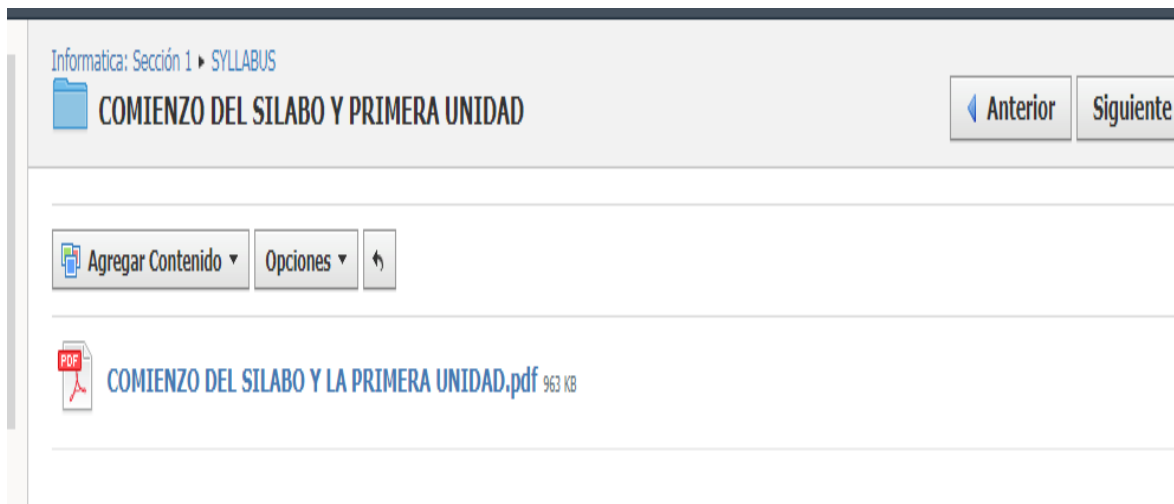 Informatica: Sección 1 ▸ SYLLABUS
COMIENZO DEL SILABO Y PRIMERA UNIDAD
Anterior
Siguiente
Agregar Contenido
Opciones
PDF
COMIENZO DEL SILABO Y LA PRIMERA UNIDAD.pdf 963 KB